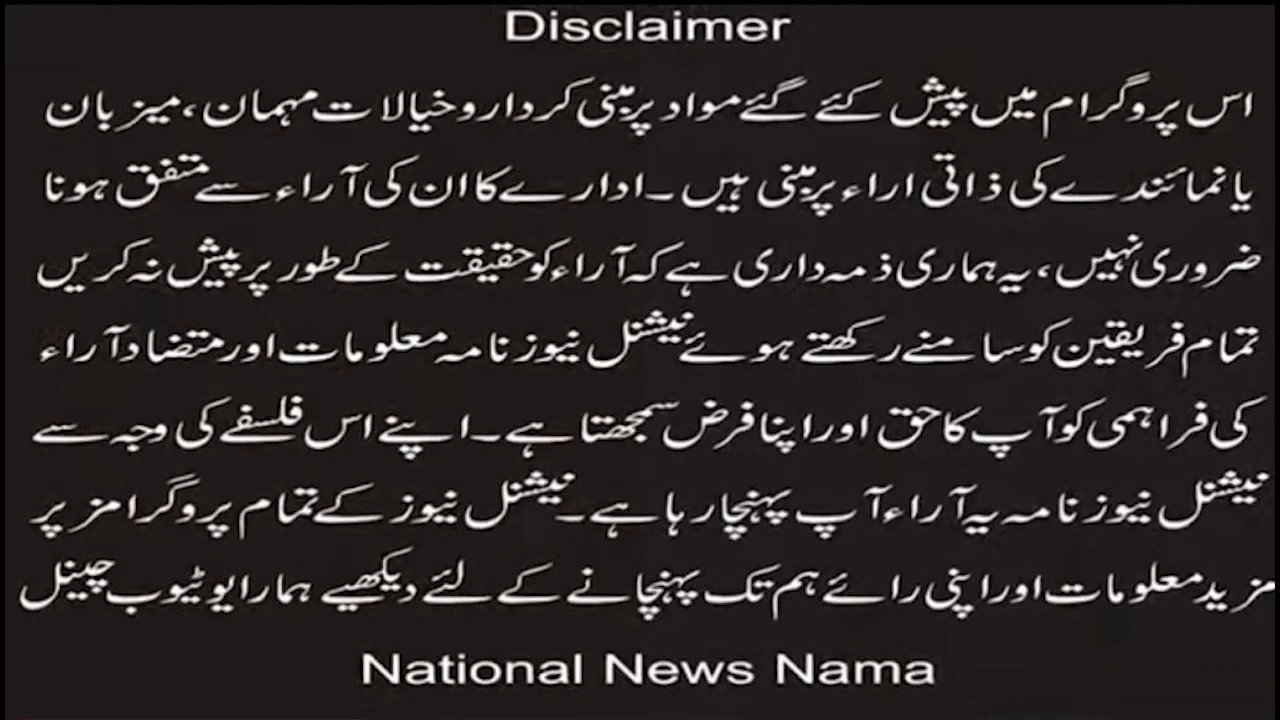 Disclaimer
اس پروگرام میں پیش کئے گئے مواد پر مبنی کردار و خیالات مہمان، میزبان
یا نمائندے کی ذاتی اراء پر مبنی ہیں۔ ادارے کا ان کی آراء سے متفق ہونا
ضروری نہیں، یہ ہماری ذمہ داری ہے کہ آراء کو حقیقت کے طور پر پیش نہ کریں
تمام فریقین کو سامنے رکھتے ہوئے نیشنل نیوز نامہ معلومات اور متضاد آراء
کی فراہمی کو آپ کا حق اور اپنا فرض سمجھتا ہے۔ اپنے اس فلسفے کی وجہ سے
نیشنل نیوز نامہ یہ آراء آپ پہنچا رہا ہے۔ نیشنل نیوز کے تمام پروگرامز پر
مزید معلومات اور اپنی رائے ہم تک پہنچانے کے لئے دیکھیے ہمارا یوٹیوب چینل
National News Nama